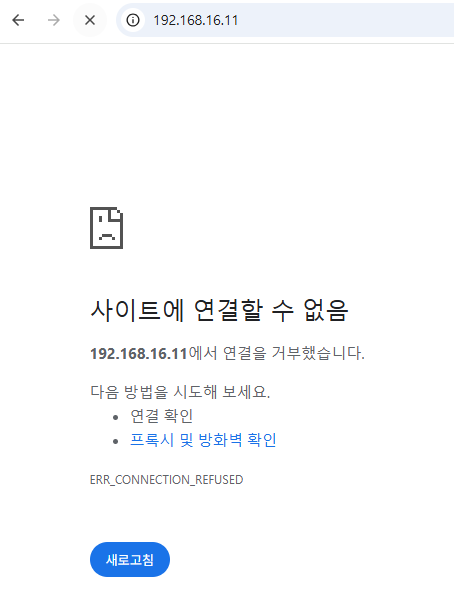 192.168.16.11
사이트에 연결할 수 없음
192.168.16.11에서 연결을 거부했습니다.
다음 방법을 시도해 보세요.
• 연결 확인
• 프록시 및 방화벽 확인
ERR_CONNECTION_REFUSED
새로고침